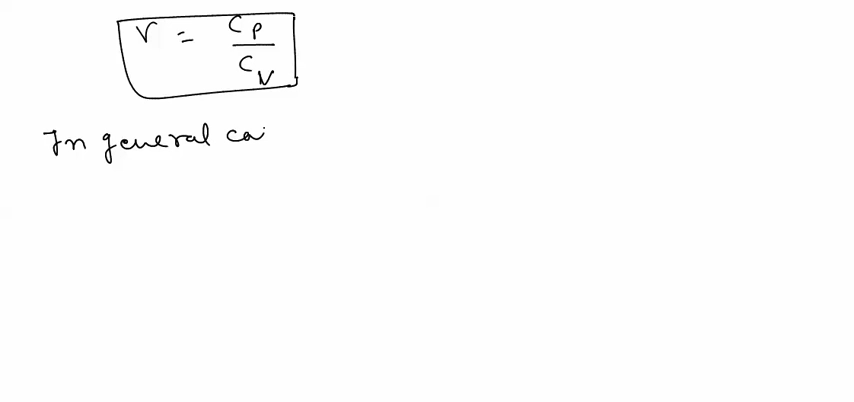 γ = Cp / Cv
In general ca